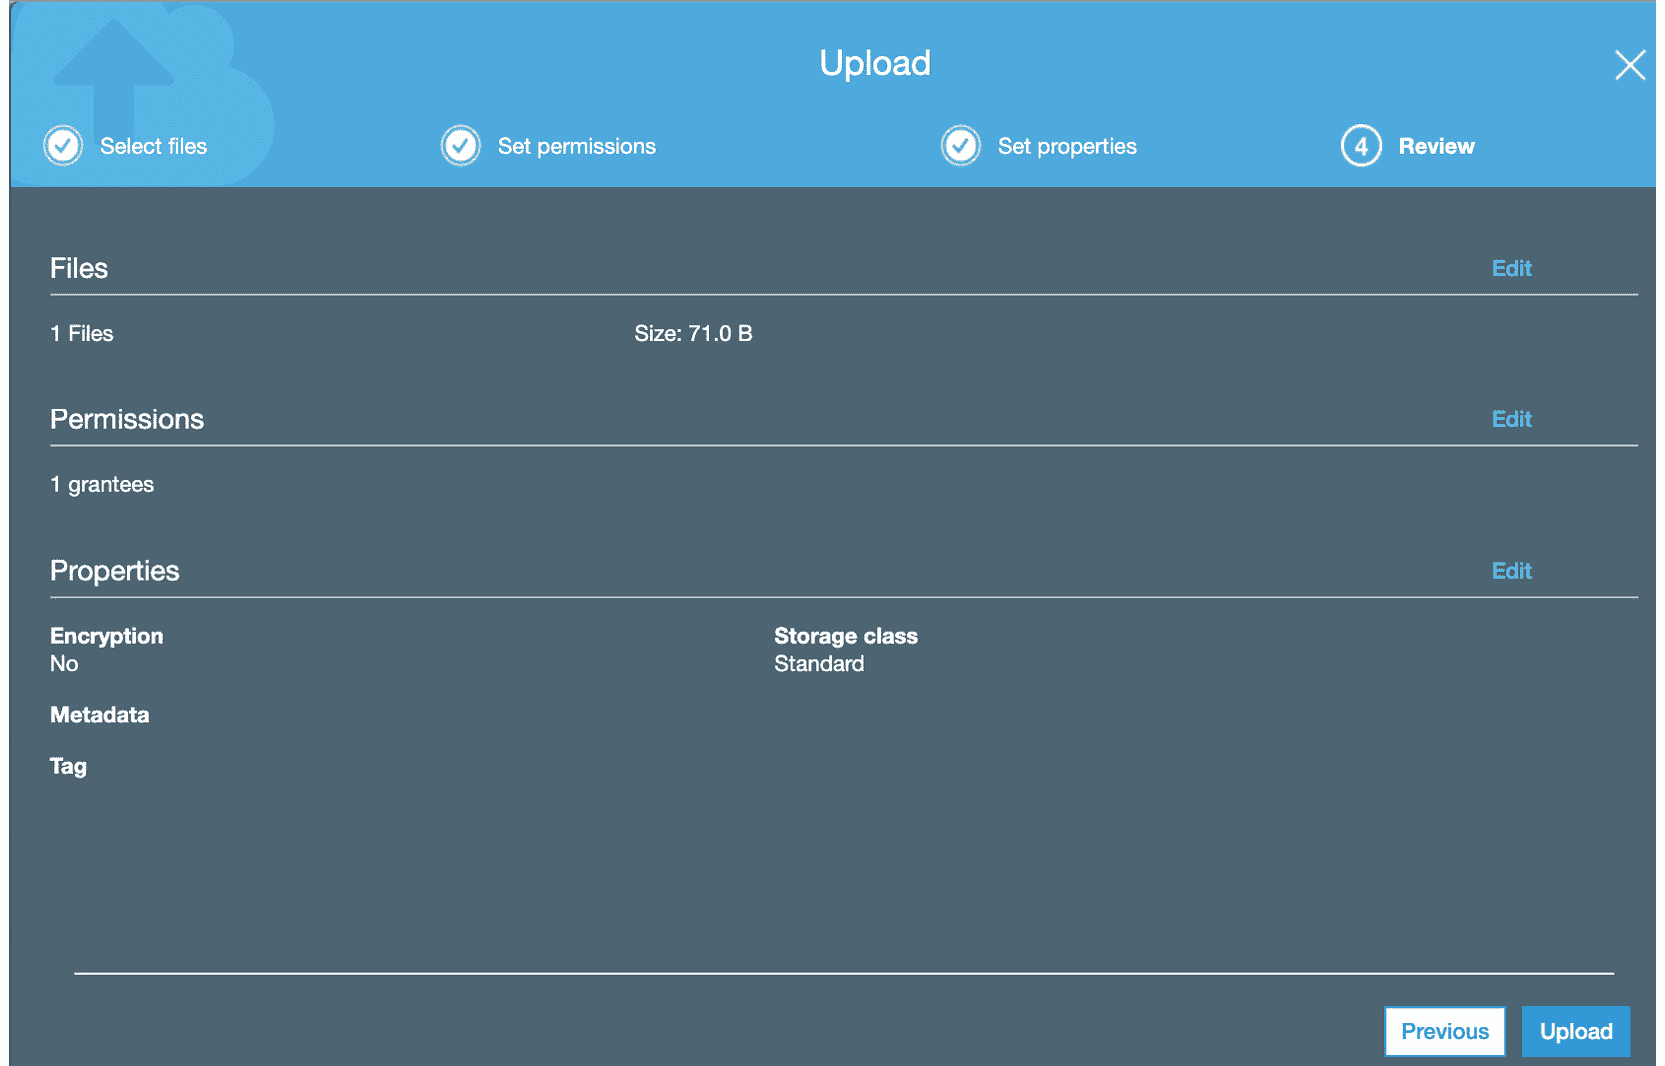 Upload
Select files
Set permissions
Set properties
4 Review
Files Edit
1 Files Size: 71.0 B
Permissions Edit
1 grantees
Properties Edit
Encryption Storage class
No Standard
Metadata
Tag
Previous Upload